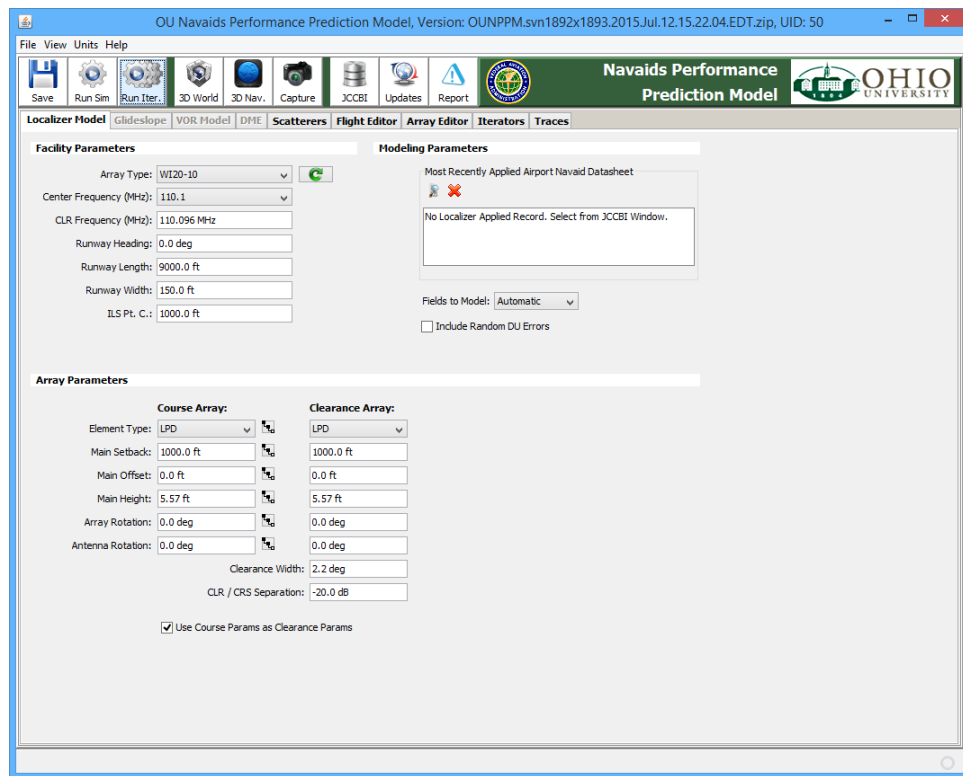 OU Navaids Performance Prediction Model, Version: OUNPPM.svn1892x1893.2015Jul.12.15.22.04.EDT.zip, UID: 50
File View Units Help
Save Run Sim Run Iter. 3D World 3D Nav. Capture JCCBI Updates Report
Navaids Performance
Prediction Model
OHIO
UNIVERSITY
1804
Localizer Model Glideslope VOR Model DME Scatterers Flight Editor Array Editor Iterators Traces
Facility Parameters
Array Type: WI20-10
Center Frequency (MHz): 110.1
CLR Frequency (MHz): 110.096 MHz
Runway Heading: 0.0 deg
Runway Length: 9000.0 ft
Runway Width: 150.0 ft
ILS Pt. C.: 1000.0 ft
Modeling Parameters
Most Recently Applied Airport Navaid Datasheet
No Localizer Applied Record. Select from JCCBI Window.
Fields to Model: Automatic
Include Random DU Errors
Array Parameters
Course Array: Clearance Array:
Element Type: LPD LPD
Main Setback: 1000.0 ft 1000.0 ft
Main Offset: 0.0 ft 0.0 ft
Main Height: 5.57 ft 5.57 ft
Array Rotation: 0.0 deg 0.0 deg
Antenna Rotation: 0.0 deg 0.0 deg
Clearance Width: 2.2 deg
CLR / CRS Separation: -20.0 dB
Use Course Params as Clearance Params